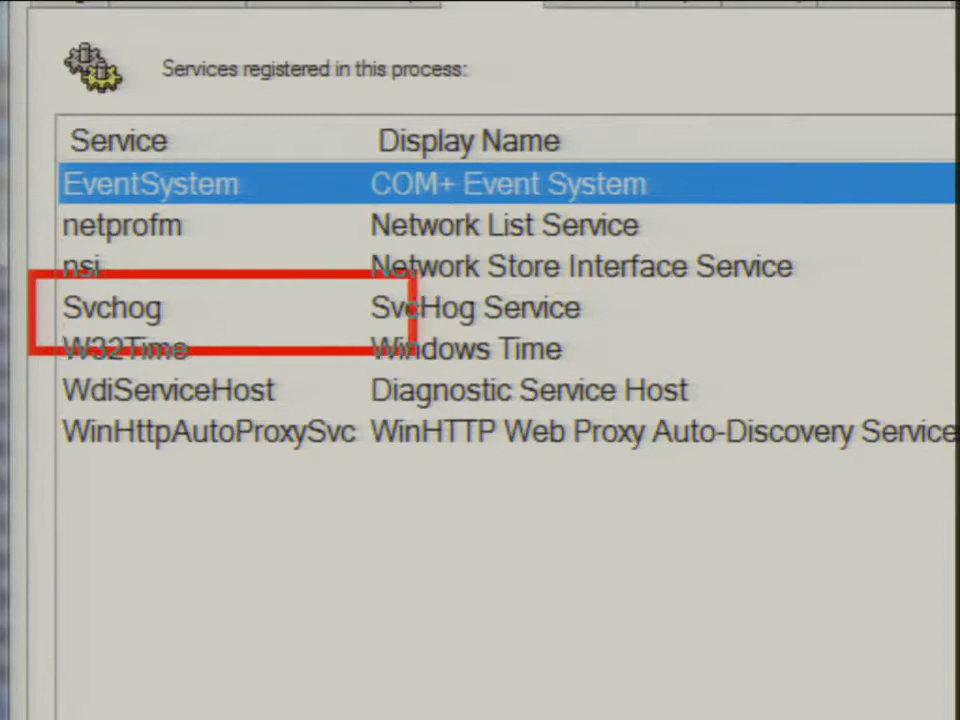 Services registered in this process:
Service Display Name
EventSystem COM+ Event System
netprofm Network List Service
nsi Network Store Interface Service
Svchog SvcHog Service
W32Time Windows Time
WdiServiceHost Diagnostic Service Host
WinHttpAutoProxySvc WinHTTP Web Proxy Auto-Discovery Service